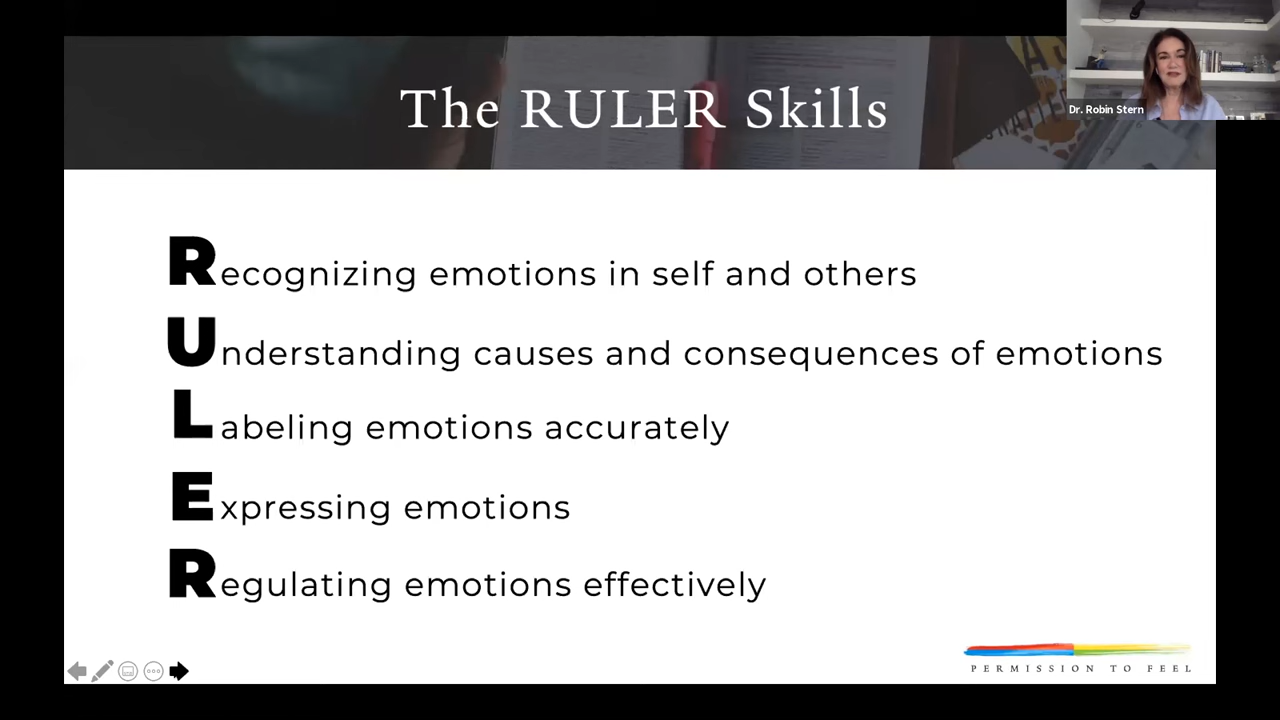 The RULER Skills
Dr. Robin Stern
Recognizing emotions in self and others
Understanding causes and consequences of emotions
Labeling emotions accurately
Expressing emotions
Regulating emotions effectively
PERMISSION TO FEEL